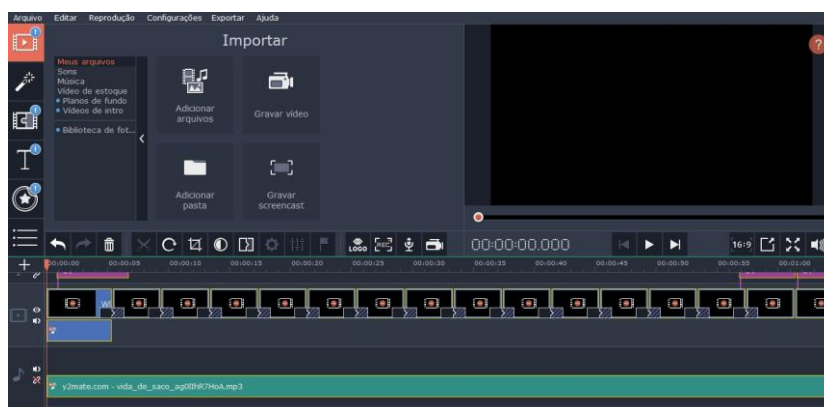 Arquivo Editar Reprodução Configurações Exportar Ajuda
Importar
Meus arquivos
Sons
Música
Vídeo de estoque
Planos de fundo
Vídeos de intro
Biblioteca de fot...
Adicionar
arquivos
Gravar vídeo
Adicionar
pasta
Gravar
screencast
?
T
LOGO REC 00:00:00.000 16:9
00:00:00 00:00:05 00:00:10 00:00:15 00:00:20 00:00:25 00:00:30 00:00:35 00:00:40 00:00:45 00:00:50 00:00:55 00:01:00